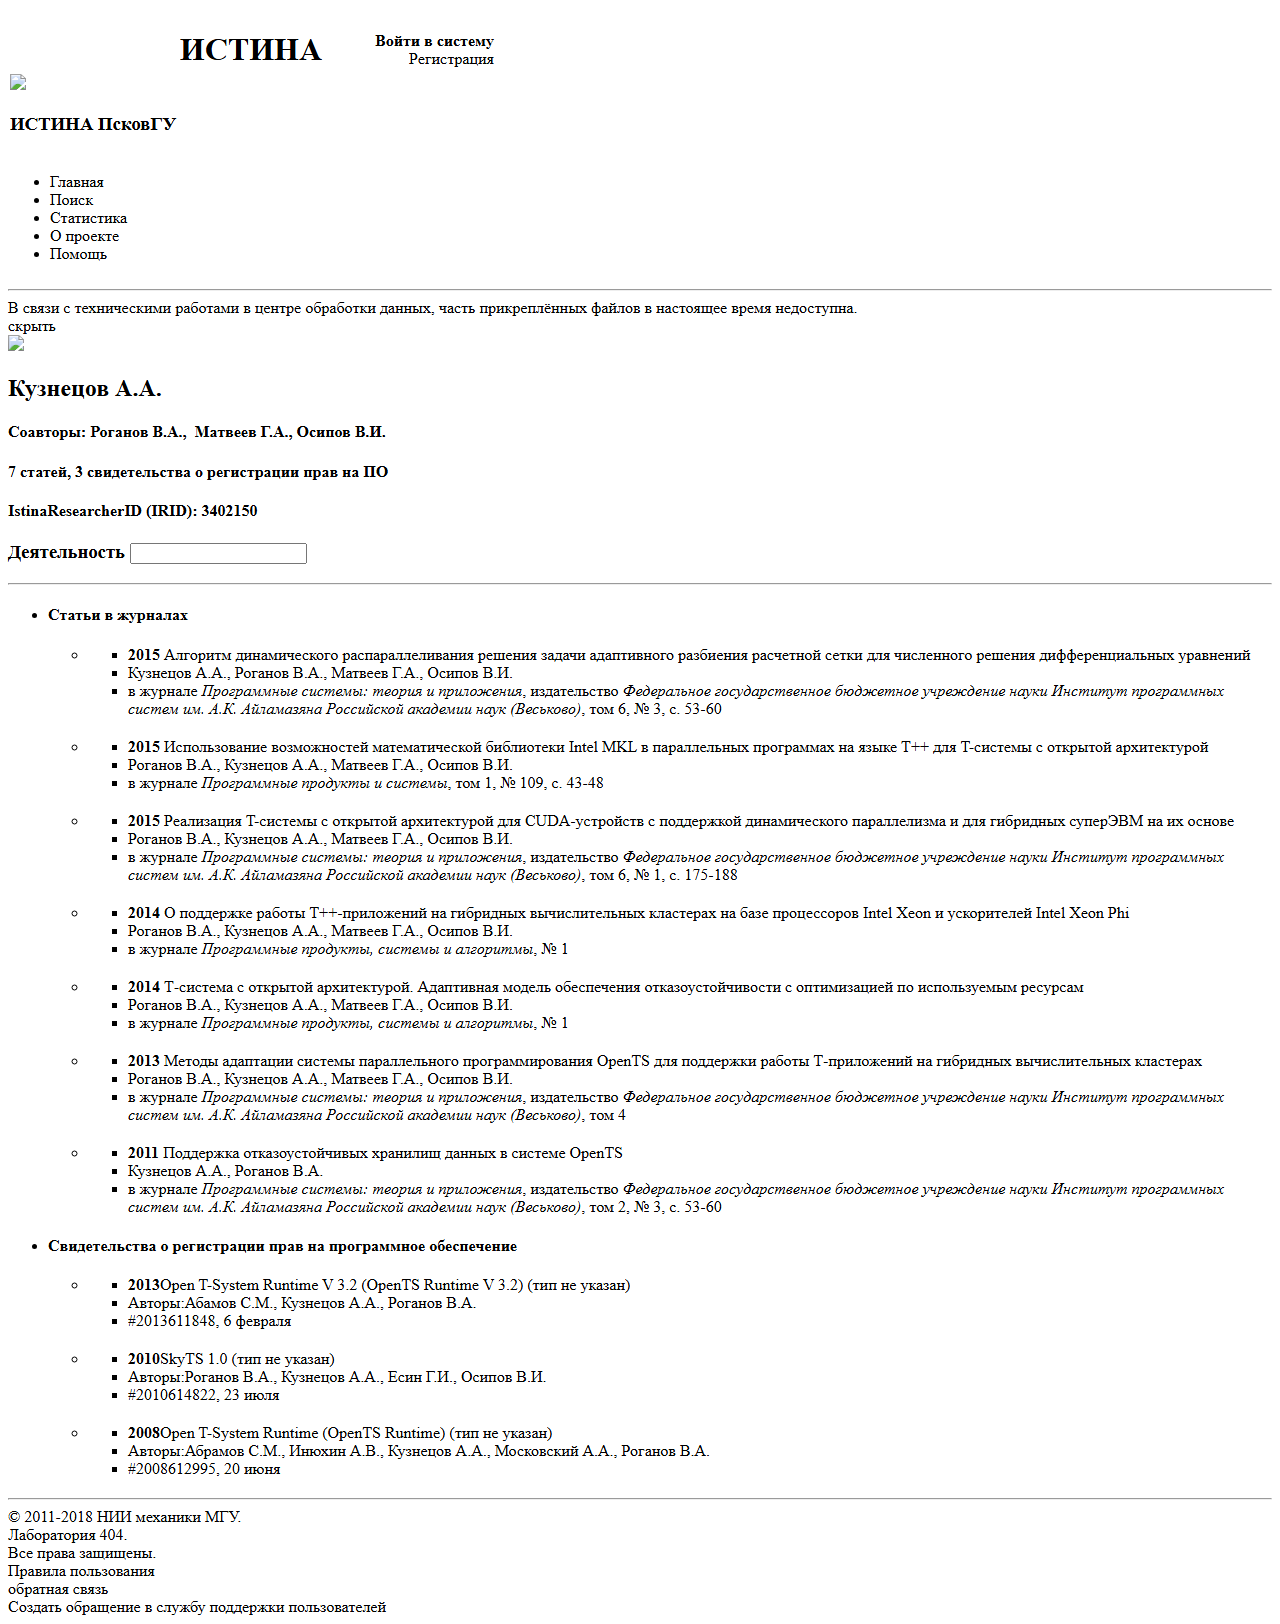 ИСТИНА
Войти в систему
Регистрация
ИСТИНА ПсковГУ
Главная
Поиск
Статистика
О проекте
Помощь
В связи с техническими работами в центре обработки данных, часть прикреплённых файлов в настоящее время недоступна.
скрыть
Кузнецов А.А.
Соавторы: Роганов В.А.,  Матвеев Г.А., Осипов В.И.
7 статей, 3 свидетельства о регистрации прав на ПО
IstinaResearcherID (IRID): 3402150
Деятельность
Статьи в журналах
2015 Алгоритм динамического распараллеливания решения задачи адаптивного разбиения расчетной сетки для численного решения дифференциальных уравнений
Кузнецов А.А., Роганов В.А., Матвеев Г.А., Осипов В.И.
в журнале Программные системы: теория и приложения, издательство Федеральное государственное бюджетное учреждение науки Институт программных
систем им. А.К. Айламазяна Российской академии наук (Веськово), том 6, № 3, с. 53-60
2015 Использование возможностей математической библиотеки Intel MKL в параллельных программах на языке Т++ для Т-системы с открытой архитектурой
Роганов В.А., Кузнецов А.А., Матвеев Г.А., Осипов В.И.
в журнале Программные продукты и системы, том 1, № 109, с. 43-48
2015 Реализация Т-системы с открытой архитектурой для CUDA-устройств с поддержкой динамического параллелизма и для гибридных суперЭВМ на их основе
Роганов В.А., Кузнецов А.А., Матвеев Г.А., Осипов В.И.
в журнале Программные системы: теория и приложения, издательство Федеральное государственное бюджетное учреждение науки Институт программных
систем им. А.К. Айламазяна Российской академии наук (Веськово), том 6, № 1, с. 175-188
2014 О поддержке работы Т++-приложений на гибридных вычислительных кластерах на базе процессоров Intel Xeon и ускорителей Intel Xeon Phi
Роганов В.А., Кузнецов А.А., Матвеев Г.А., Осипов В.И.
в журнале Программные продукты, системы и алгоритмы, № 1
2014 Т-система с открытой архитектурой. Адаптивная модель обеспечения отказоустойчивости с оптимизацией по используемым ресурсам
Роганов В.А., Кузнецов А.А., Матвеев Г.А., Осипов В.И.
в журнале Программные продукты, системы и алгоритмы, № 1
2013 Методы адаптации системы параллельного программирования OpenTS для поддержки работы Т-приложений на гибридных вычислительных кластерах
Роганов В.А., Кузнецов А.А., Матвеев Г.А., Осипов В.И.
в журнале Программные системы: теория и приложения, издательство Федеральное государственное бюджетное учреждение науки Институт программных
систем им. А.К. Айламазяна Российской академии наук (Веськово), том 4
2011 Поддержка отказоустойчивых хранилищ данных в системе OpenTS
Кузнецов А.А., Роганов В.А.
в журнале Программные системы: теория и приложения, издательство Федеральное государственное бюджетное учреждение науки Институт программных
систем им. А.К. Айламазяна Российской академии наук (Веськово), том 2, № 3, с. 53-60
Свидетельства о регистрации прав на программное обеспечение
2013Open T-System Runtime V 3.2 (OpenTS Runtime V 3.2) (тип не указан)
Авторы:Абамов С.М., Кузнецов А.А., Роганов В.А.
#2013611848, 6 февраля
2010SkyTS 1.0 (тип не указан)
Авторы:Роганов В.А., Кузнецов А.А., Есин Г.И., Осипов В.И.
#2010614822, 23 июля
2008Open T-System Runtime (OpenTS Runtime) (тип не указан)
Авторы:Абрамов С.М., Инюхин А.В., Кузнецов А.А., Московский А.А., Роганов В.А.
#2008612995, 20 июня
© 2011-2018 НИИ механики МГУ.
Лаборатория 404.
Все права защищены.
Правила пользования
обратная связь
Создать обращение в службу поддержки пользователей